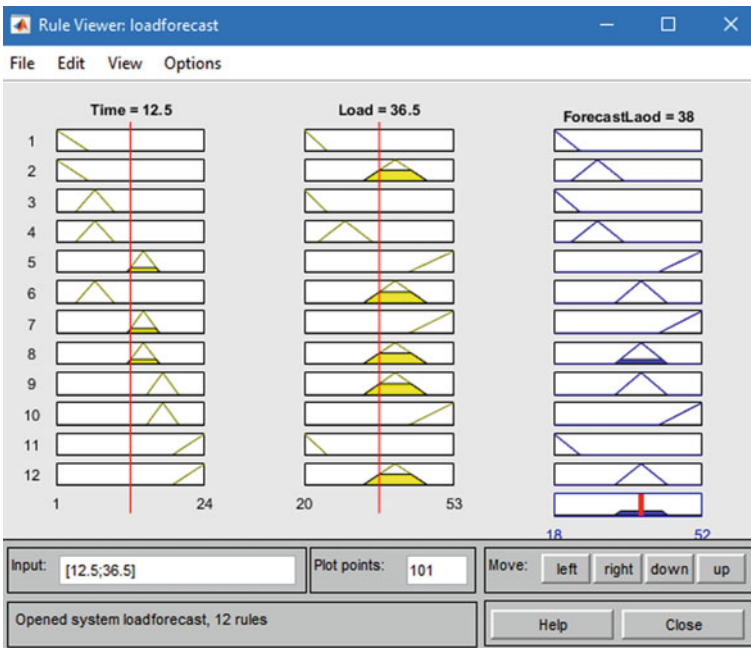 Rule Viewer: loadforecast
File Edit View Options
Time = 12.5 Load = 36.5 ForecastLaod = 38
1
2
3
4
5
6
7
8
9
10
11
12
1 24 20 53
18 52
Input: [12.5;36.5] Plot points: 101 Move: left right down up
Opened system loadforecast, 12 rules Help Close